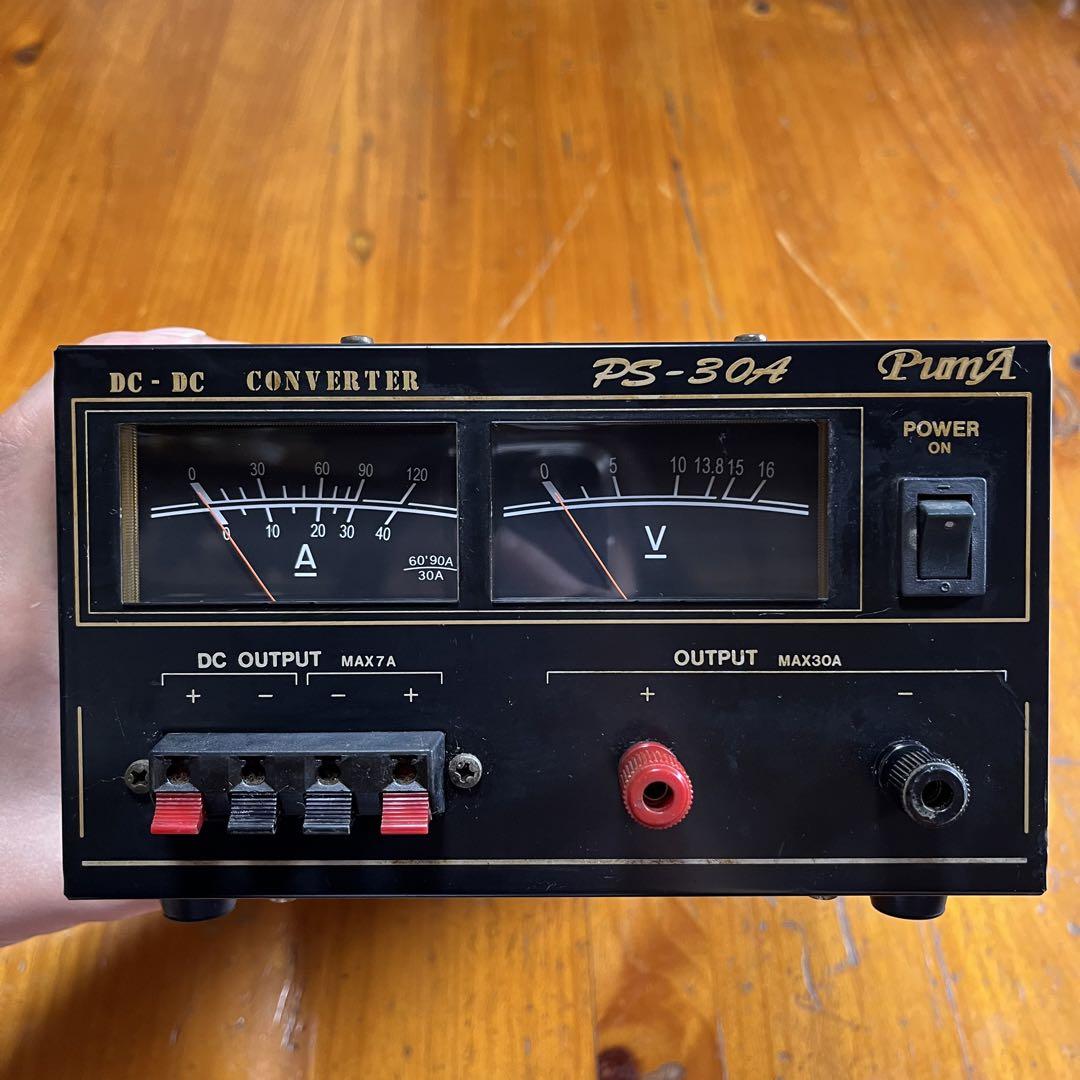 DC - DC CONVERTER PS-30A PumA
0 30 60 90 120
0 10 20 30 40
A
60'90A
30A
0 5 10 13.8 15 16
V
POWER
ON
DC OUTPUT MAX7A
+ − − +
OUTPUT MAX30A
+ −